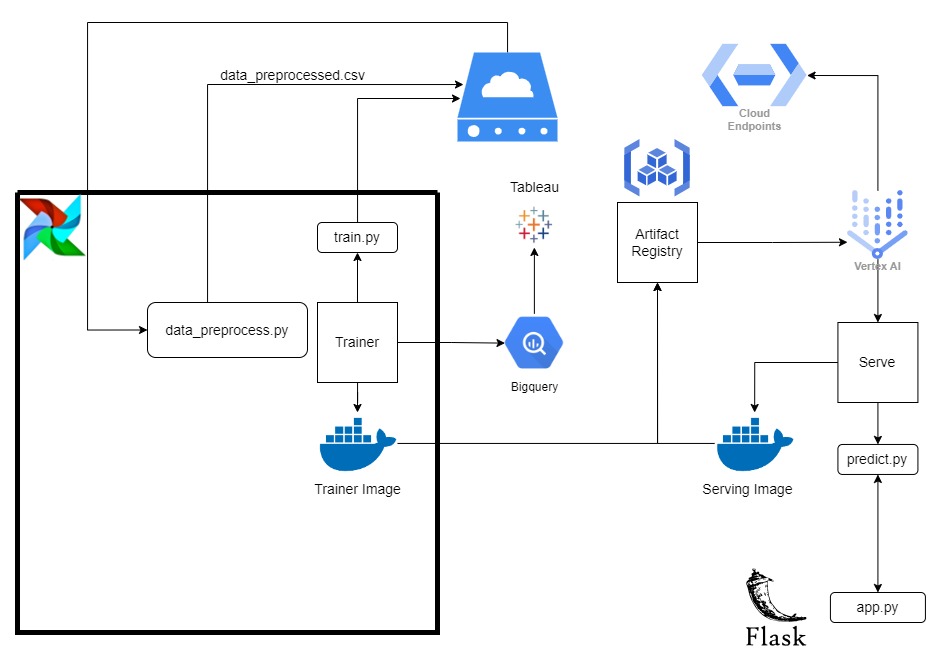 data_preprocessed.csv
Cloud
Endpoints
Tableau
train.py
Artifact
Registry
Vertex AI
data_preprocess.py
Trainer
Bigquery
Serve
predict.py
Trainer Image
Serving Image
app.py
Flask